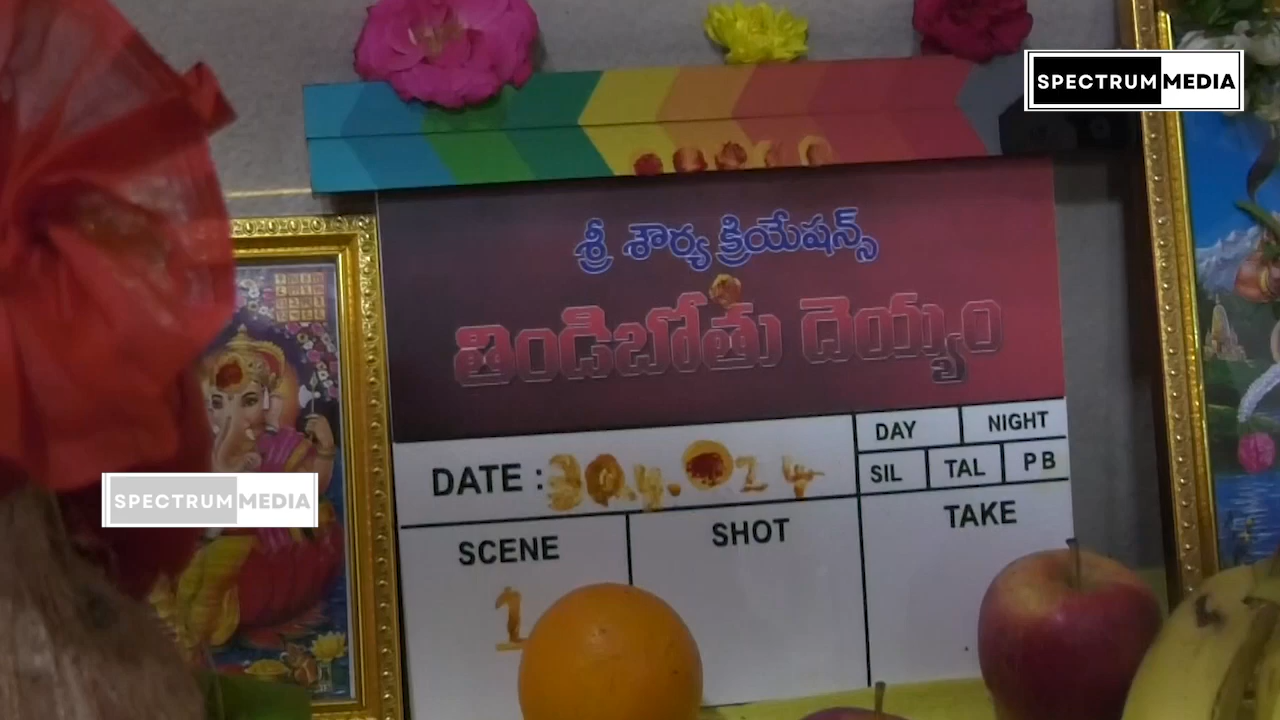 SPECTRUM MEDIA
శ్రీ శౌర్య క్రియేషన్స్
తిండిబోతు దెయ్యం
DAY NIGHT
DATE : 30.4.024
SIL TAL PB
SCENE SHOT TAKE
1
SPECTRUM MEDIA